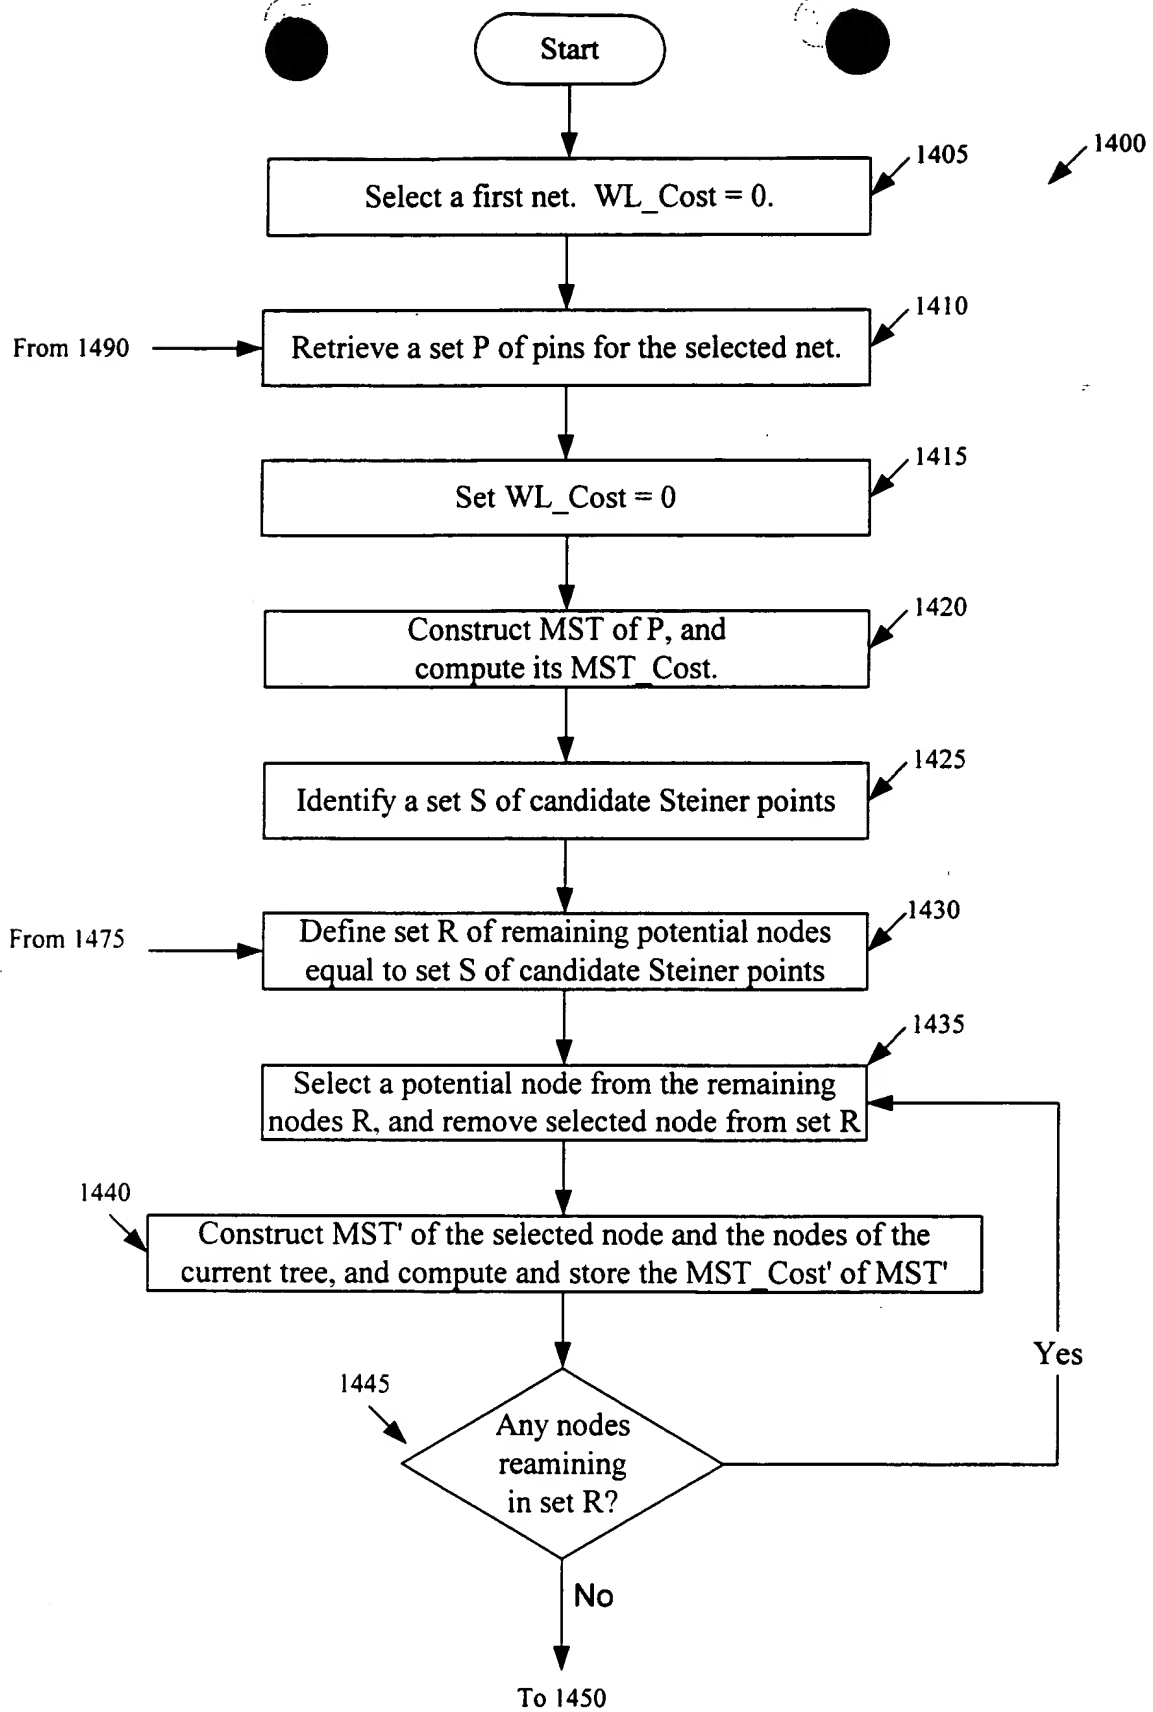 Start
1400
1405
Select a first net. WL_Cost = 0.
1410
From 1490
Retrieve a set P of pins for the selected net.
1415
Set WL_Cost = 0
1420
Construct MST of P, and
compute its MST_Cost.
1425
Identify a set S of candidate Steiner points
1430
From 1475
Define set R of remaining potential nodes
equal to set S of candidate Steiner points
1435
Select a potential node from the remaining
nodes R, and remove selected node from set R
1440
Construct MST' of the selected node and the nodes of the
current tree, and compute and store the MST_Cost' of MST'
Yes
1445
Any nodes
reamining
in set R?
No
To 1450